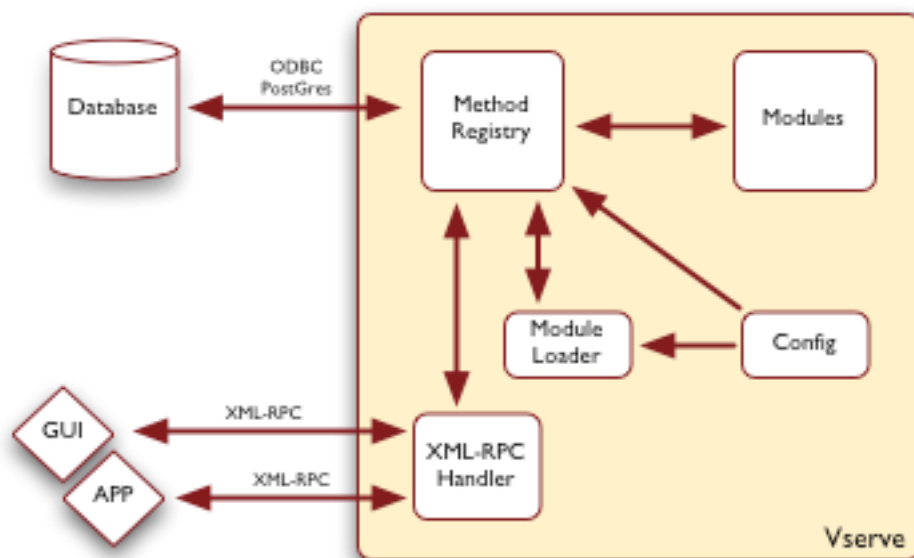 ODBC
PostGres
Database
Method
Registry
Modules
Module
Loader
Config
XML-RPC
GUI
XML-RPC
Handler
XML-RPC
APP
Vserve